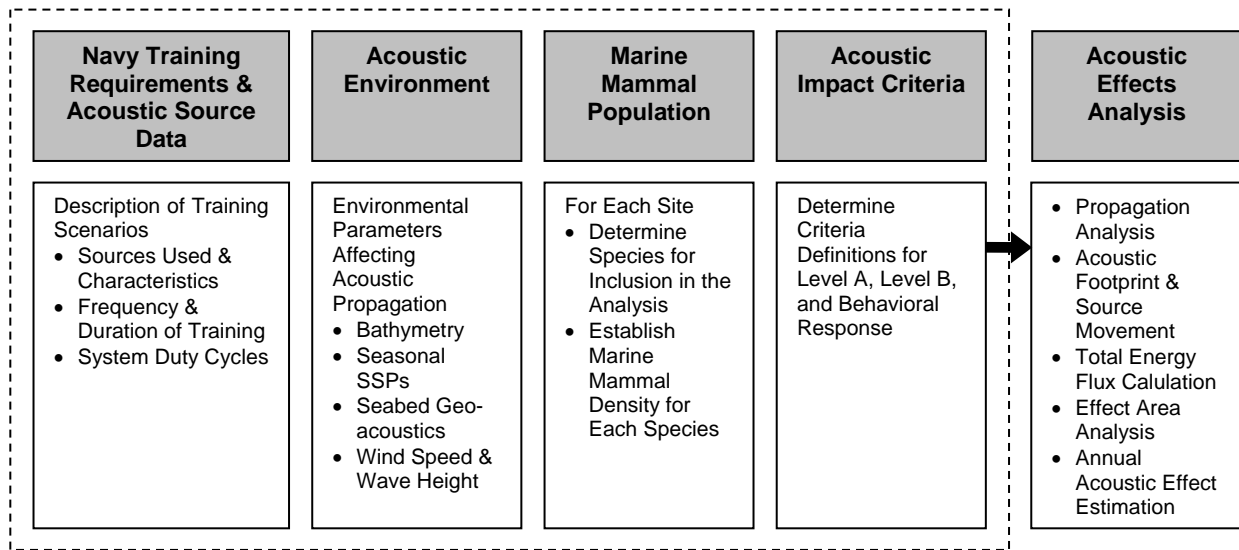 Navy Training
Requirements &
Acoustic Source
Data
Acoustic
Environment
Marine
Mammal
Population
Acoustic
Impact Criteria
Acoustic
Effects
Analysis
Description of Training
Scenarios
• Sources Used &
Characteristics
• Frequency &
Duration of Training
• System Duty Cycles
Environmental
Parameters
Affecting
Acoustic
Propagation
• Bathymetry
• Seasonal
SSPs
• Seabed Geo-
acoustics
• Wind Speed &
Wave Height
For Each Site
• Determine
Species for
Inclusion in the
Analysis
• Establish
Marine
Mammal
Density for
Each Species
Determine
Criteria
Definitions for
Level A, Level B,
and Behavioral
Response
• Propagation
Analysis
• Acoustic
Footprint &
Source
Movement
• Total Energy
Flux Calulation
• Effect Area
Analysis
• Annual
Acoustic Effect
Estimation